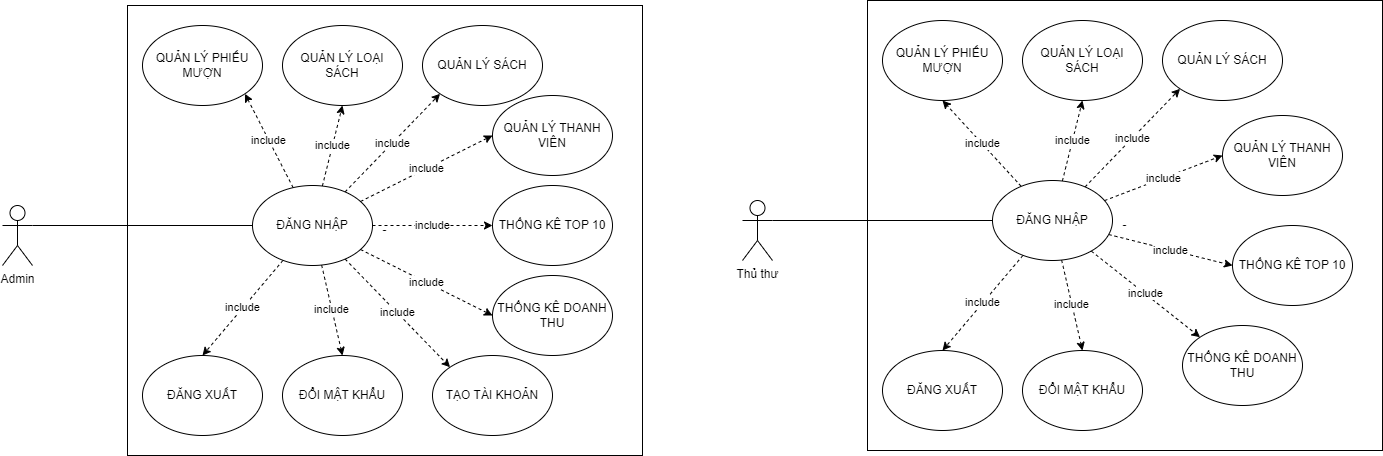 QUẢN LÝ PHIẾU
MƯỢN
QUẢN LÝ LOẠI
SÁCH
QUẢN LÝ SÁCH
QUẢN LÝ THANH
VIÊN
include
include
include
include
ĐĂNG NHẬP
include
THỐNG KÊ TOP 10
Admin
include
include
include
include
THỐNG KÊ DOANH
THU
ĐĂNG XUẤT
ĐỔI MẬT KHẨU
TẠO TÀI KHOẢN
QUẢN LÝ PHIẾU
MƯỢN
QUẢN LÝ LOẠI
SÁCH
QUẢN LÝ SÁCH
include
include
include
QUẢN LÝ THANH
VIÊN
include
ĐĂNG NHẬP
include
THỐNG KÊ TOP 10
Thủ thư
include
include
include
THỐNG KÊ DOANH
THU
ĐĂNG XUẤT
ĐỔI MẬT KHẨU